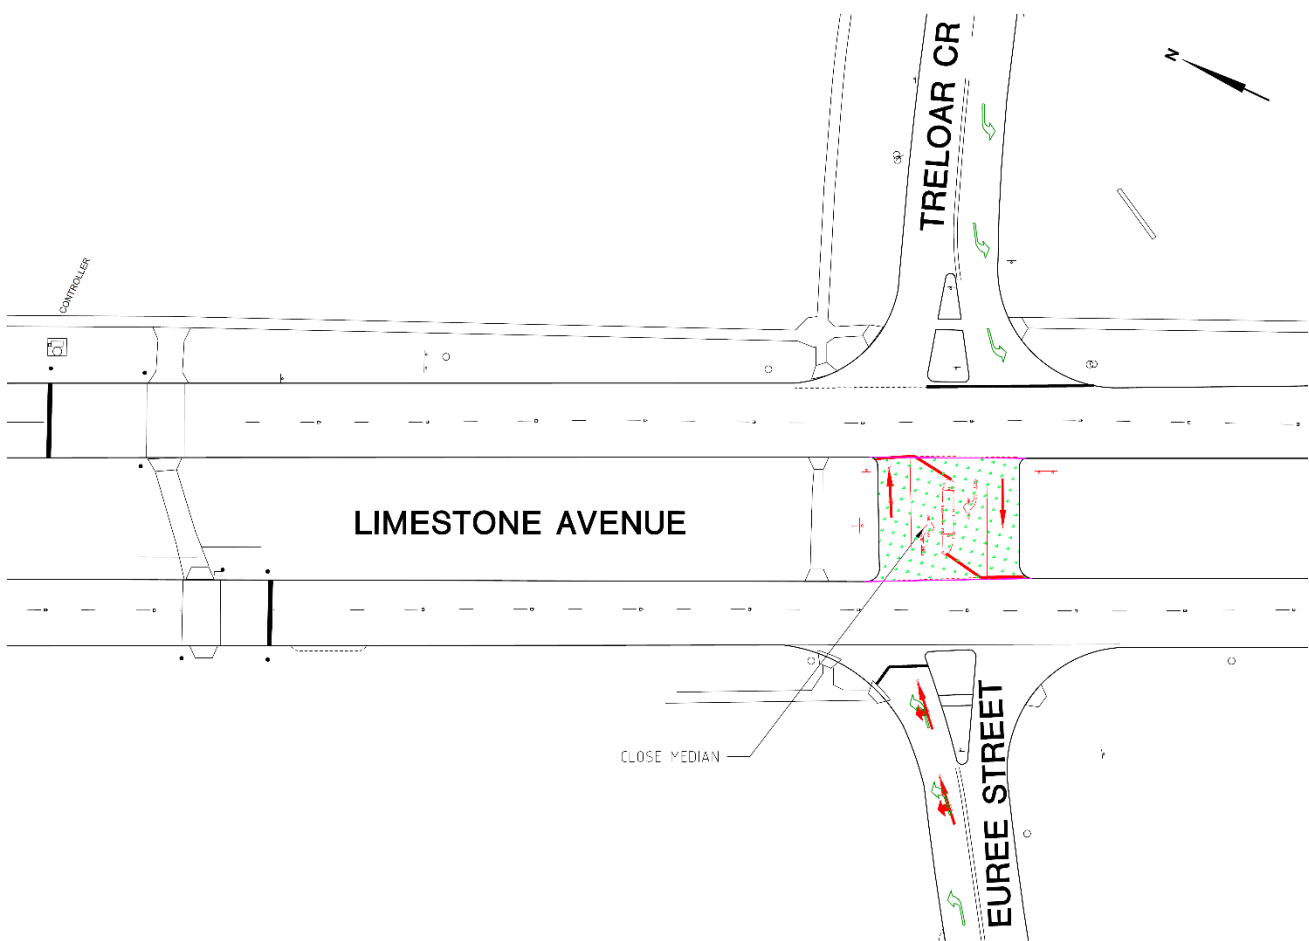 TRELOAR CR
N
CONTROLLER
LIMESTONE AVENUE
CLOSE MEDIAN
EUREE STREET